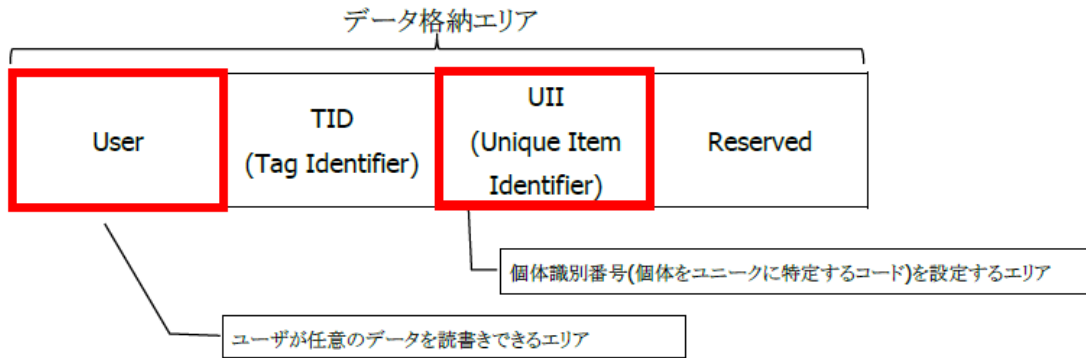 データ格納エリア
User
TID
(Tag Identifier)
UII
(Unique Item
Identifier)
Reserved
個体識別番号(個体をユニークに特定するコード)を設定するエリア
ユーザが任意のデータを読書きできるエリア